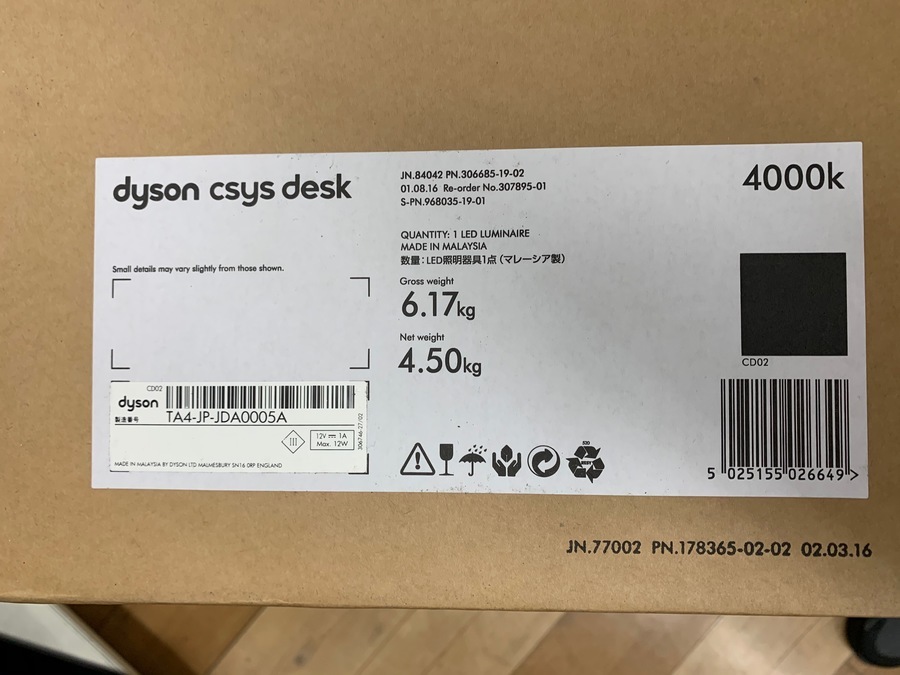 dyson csys desk
JN.84042 PN.306685-19-02
01.08.16 Re-order No.307895-01
S-PN.968035-19-01
4000k
QUANTITY: 1 LED LUMINAIRE
MADE IN MALAYSIA
数量：LED照明器具1点（マレーシア製）
Small details may vary slightly from those shown.
Gross weight
6.17kg
Net weight
4.50kg
CD02
CD02
dyson
製造番号 TA4-JP-JDA0005A
III
12V 1A
Max. 12W
306746-27/02
MADE IN MALAYSIA BY DYSON LTD MALMESBURY SN16 0RP ENGLAND
520
5 025155 026649 >
JN.77002 PN.178365-02-02 02.03.16